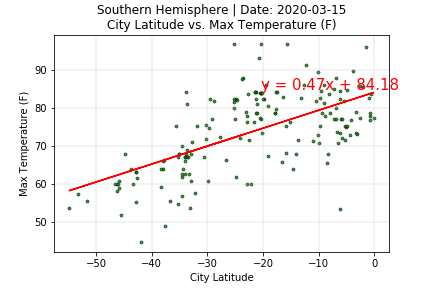 Southern Hemisphere | Date: 2020-03-15
City Latitude vs. Max Temperature (F)
y = 0.47x + 84.18
Max Temperature (F)
90
80
70
60
50
−50
−40
−30
−20
−10
0
City Latitude